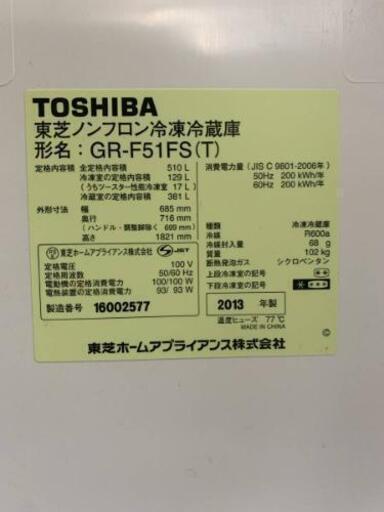 TOSHIBA
東芝ノンフロン冷凍冷蔵庫
形名：GR-F51FS(T)
定格内容積 全定格内容積 510 L
冷凍室の定格内容積 129 L
(うちツースター性能冷凍室 17 L)
冷蔵室の定格内容積 381 L
外形寸法 幅 685 mm
奥行 716 mm
(ハンドル・調整脚除く 699 mm)
高さ 1821 mm
東芝ホームアプライアンス株式会社 JET
定格電圧 100 V
定格周波数 50/60 Hz
電動機の定格消費電力 100/100 W
電熱装置の定格消費電力 93/ 93 W
製造番号 16002577
消費電力量 (JIS C 9801-2006年)
50Hz 200 kWh/年
60Hz 200 kWh/年
種類 冷凍冷蔵庫
冷媒 R600a
冷媒封入量 68 g
質量 102 kg
断熱発泡ガス シクロペンタン
上段冷凍室の記号
下段冷凍室の記号
2013 年製
温度ヒューズ 77℃
MADE IN CHINA
©
東芝ホームアプライアンス株式会社